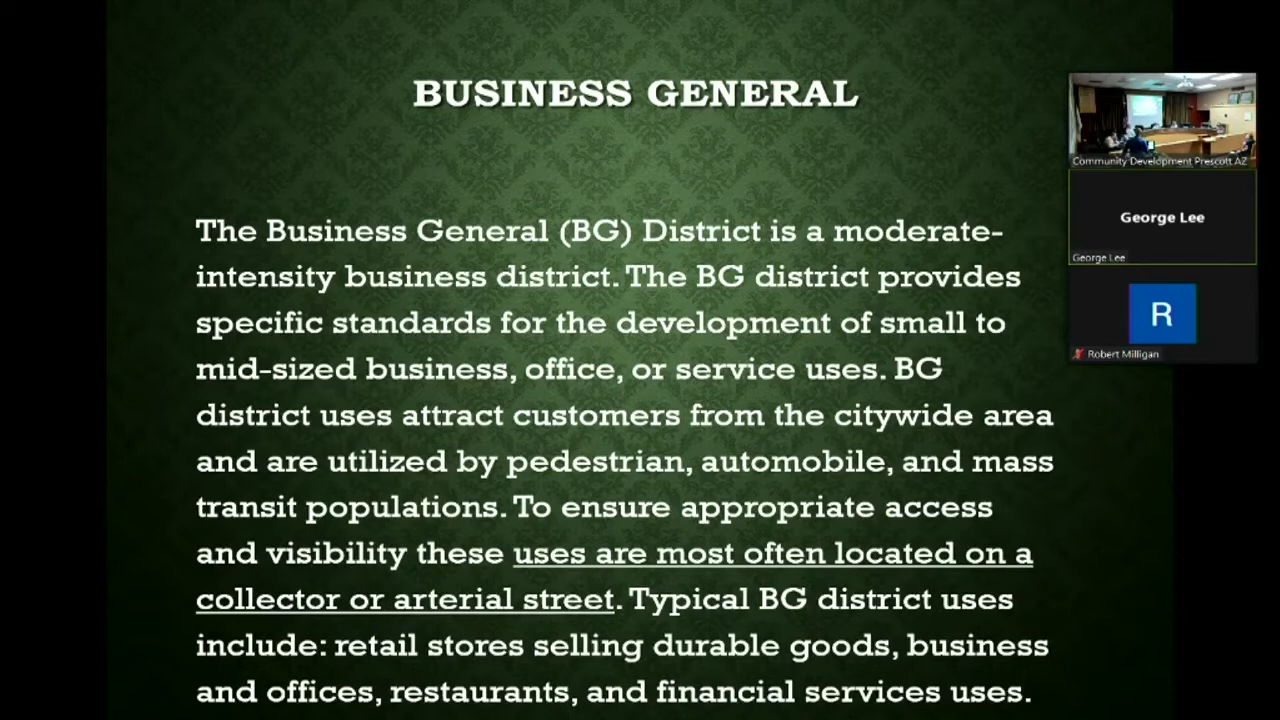 BUSINESS GENERAL
The Business General (BG) District is a moderate-
intensity business district. The BG district provides
specific standards for the development of small to
mid-sized business, office, or service uses. BG
district uses attract customers from the citywide area
and are utilized by pedestrian, automobile, and mass
transit populations. To ensure appropriate access
and visibility these uses are most often located on a
collector or arterial street. Typical BG district uses
include: retail stores selling durable goods, business
and offices, restaurants, and financial services uses.
Community Development Prescott AZ
George Lee
George Lee
R
Robert Milligan